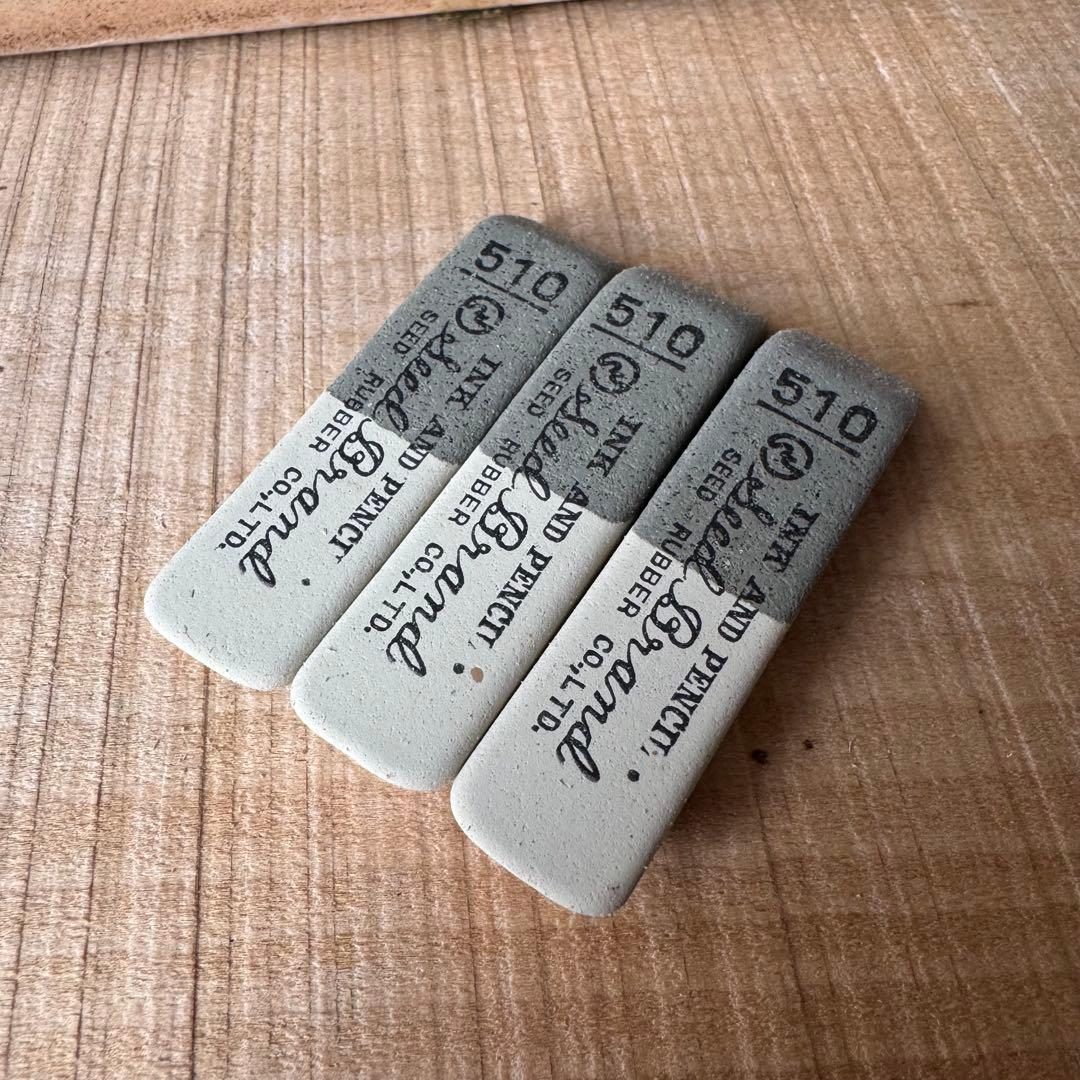 510
INK AND PENCIL
Seed Brand
SEED RUBBER CO.,LTD.
510
INK AND PENCIL
Seed Brand
SEED RUBBER CO.,LTD.
510
INK AND PENCIL
Seed Brand
SEED RUBBER CO.,LTD.